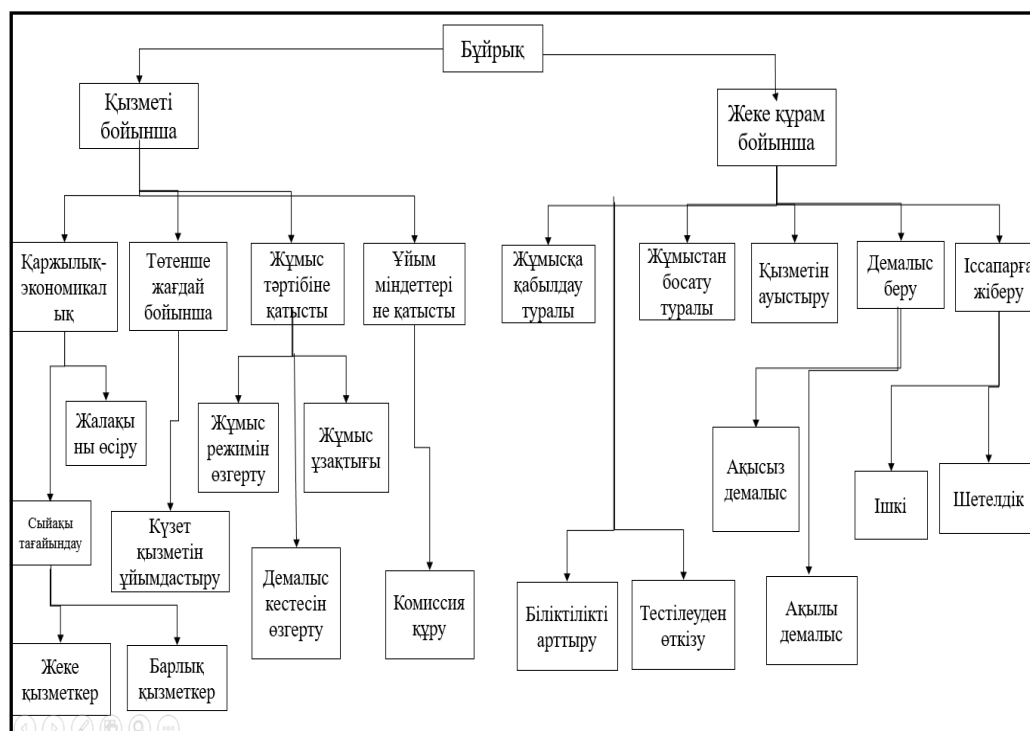 Бұйрық
Қызметі
бойынша
Жеке құрам
бойынша
Қаржылық-
экономикал
ық
Төтенше
жағдай
бойынша
Жұмыс
тәртібіне
қатысты
Ұйым
міндеттері
не қатысты
Жұмысқа
қабылдау
туралы
Жұмыстан
босату
туралы
Қызметін
ауыстыру
Демалыс
беру
Іссапарға
жіберу
Жалақы
ны өсіру
Жұмыс
режимін
өзгерту
Жұмыс
ұзақтығы
Ақысыз
демалыс
Ішкі
Шетелдік
Сыйақы
тағайындау
Күзет
қызметін
ұйымдастыру
Демалыс
кестесін
өзгерту
Комиссия
құру
Біліктілікті
арттыру
Тестілеуден
өткізу
Ақылы
демалыс
Жеке
қызметкер
Барлық
қызметкер